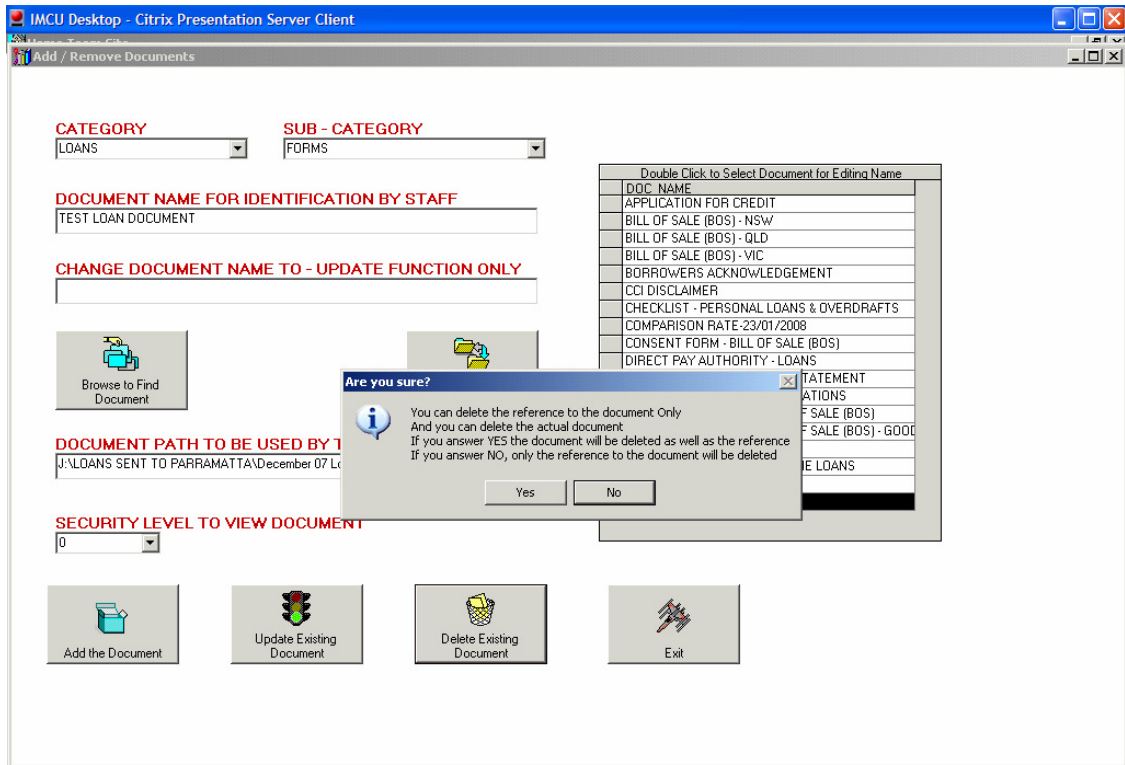 IMCU Desktop - Citrix Presentation Server Client
Add / Remove Documents
CATEGORY SUB - CATEGORY
LOANS FORMS
DOCUMENT NAME FOR IDENTIFICATION BY STAFF
TEST LOAN DOCUMENT
CHANGE DOCUMENT NAME TO - UPDATE FUNCTION ONLY
Browse to Find
Document
DOCUMENT PATH TO BE USED BY
J:\LOANS SENT TO PARRAMATTA\December 07
SECURITY LEVEL TO VIEW DOCUMENT
0
Double Click to Select Document for Editing Name
DOC_NAME
APPLICATION FOR CREDIT
BILL OF SALE (BOS) - NSW
BILL OF SALE (BOS) - QLD
BILL OF SALE (BOS) - VIC
BORROWERS ACKNOWLEDGEMENT
CCI DISCLAIMER
CHECKLIST - PERSONAL LOANS & OVERDRAFTS
COMPARISON RATE-23/01/2008
CONSENT FORM - BILL OF SALE (BOS)
DIRECT PAY AUTHORITY - LOANS
TATEMENT
ATIONS
F SALE (BOS)
F SALE (BOS) - GOOD
E LOANS
Are you sure?
You can delete the reference to the document Only
And you can delete the actual document
If you answer YES the document will be deleted as well as the reference
If you answer NO, only the reference to the document will be deleted
Yes No
Add the Document
Update Existing
Document
Delete Existing
Document
Exit